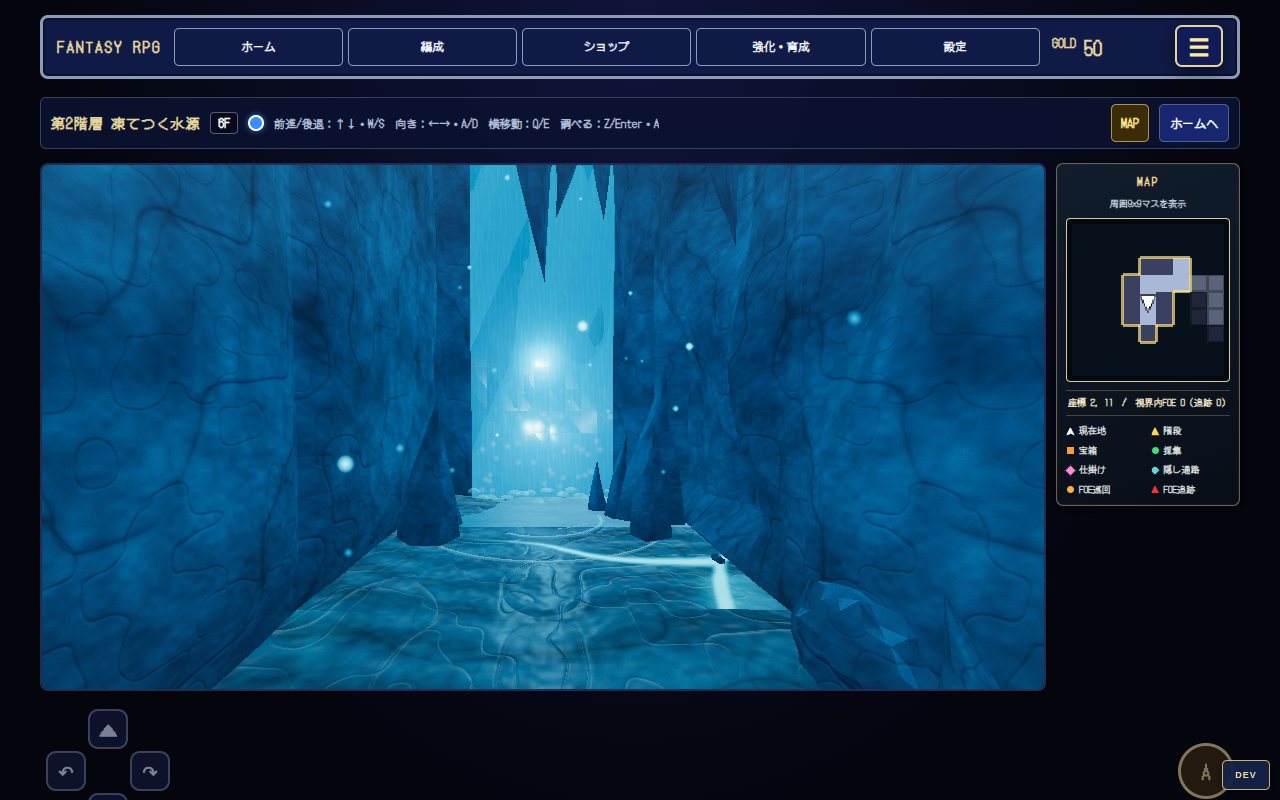 FANTASY RPG
ホーム
編成
ショップ
強化・育成
設定
GOLD 50
第2階層 凍てつく水源
6F
前進/後退：↑↓・W/S 向き：←→・A/D 横移動：Q/E 調べる：Z/Enter・A
MAP
ホームへ
MAP
周囲9x9マスを表示
座標 2, 11 / 視界内FOE 0 (追跡 0)
現在地
階段
宝箱
採集
仕掛け
隠し通路
FOE巡回
FOE追跡
A
DEV